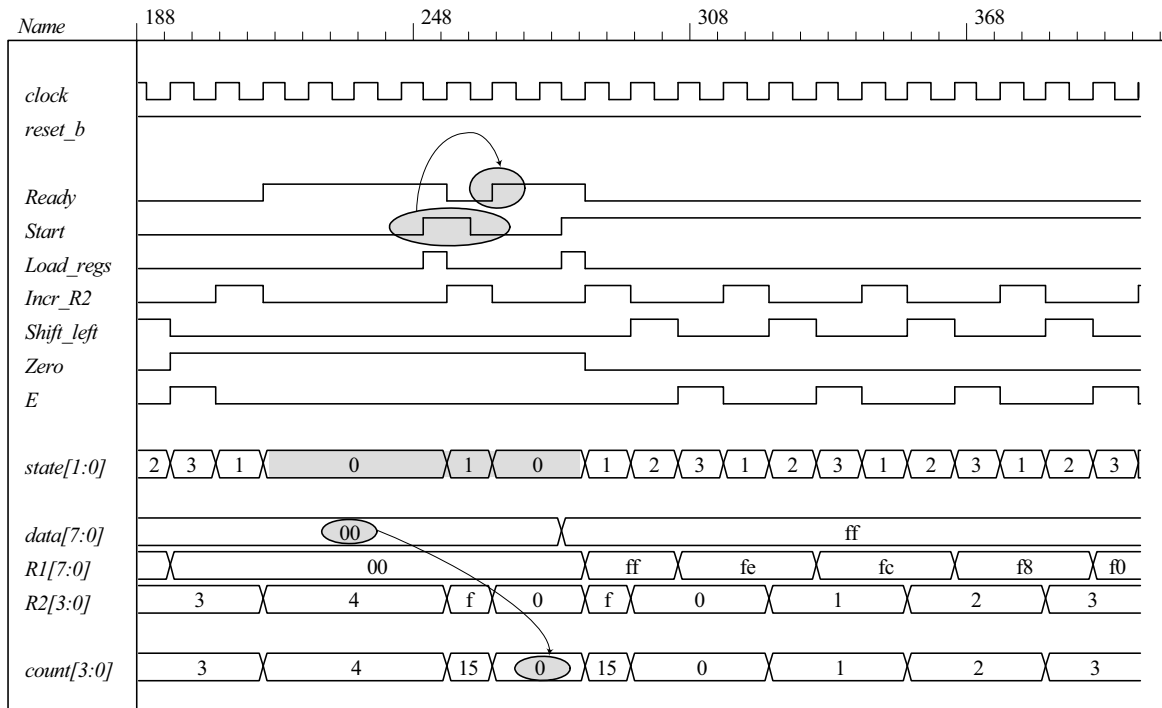 Name 188 248 308 368
clock
reset_b
Ready
Start
Load_regs
Incr_R2
Shift_left
Zero
E
state[1:0] 2 3 1 0 1 0 1 2 3 1 2 3 1 2 3 1 2 3
data[7:0] 00 ff
R1[7:0] 00 ff fe fc f8 f0
R2[3:0] 3 4 f 0 f 0 1 2 3
count[3:0] 3 4 15 0 15 0 1 2 3